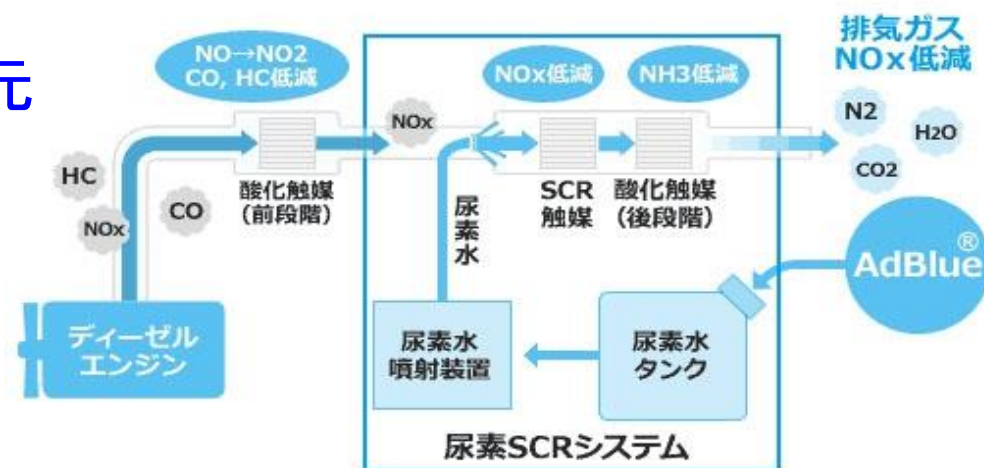 元
NO→NO2
CO, HC低減
NOx低減
NH3低減
排気ガス
NOx低減
N2
H2O
CO2
HC
NOx
CO
NOx
酸化触媒
(前段階)
尿素水
SCR
触媒
酸化触媒
(後段階)
AdBlue®
ディーゼル
エンジン
尿素水
噴射装置
尿素水
タンク
尿素SCRシステム